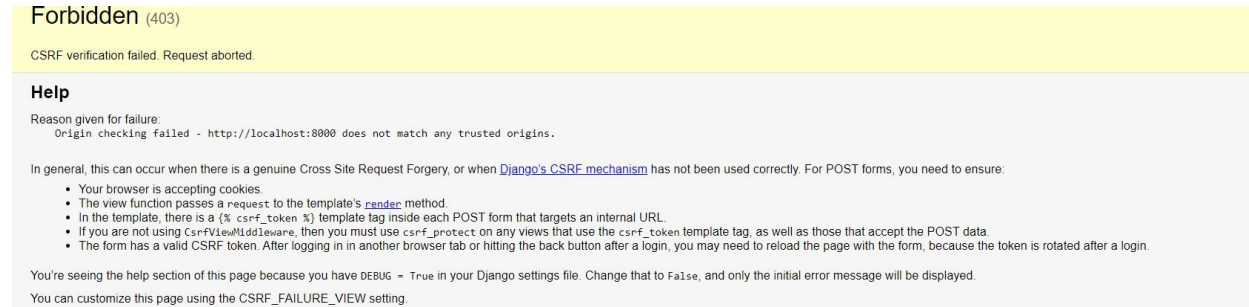 Forbidden (403)
CSRF verification failed. Request aborted.
Help
Reason given for failure:
Origin checking failed - http://localhost:8000 does not match any trusted origins.
In general, this can occur when there is a genuine Cross Site Request Forgery, or when Django's CSRF mechanism has not been used correctly. For POST forms, you need to ensure:
• Your browser is accepting cookies.
• The view function passes a request to the template's render method.
• In the template, there is a {% csrf_token %} template tag inside each POST form that targets an internal URL.
• If you are not using CsrfViewMiddleware, then you must use csrf_protect on any views that use the csrf_token template tag, as well as those that accept the POST data.
• The form has a valid CSRF token. After logging in in another browser tab or hitting the back button after a login, you may need to reload the page with the form, because the token is rotated after a login.
You're seeing the help section of this page because you have DEBUG = True in your Django settings file. Change that to False, and only the initial error message will be displayed.
You can customize this page using the CSRF_FAILURE_VIEW setting.